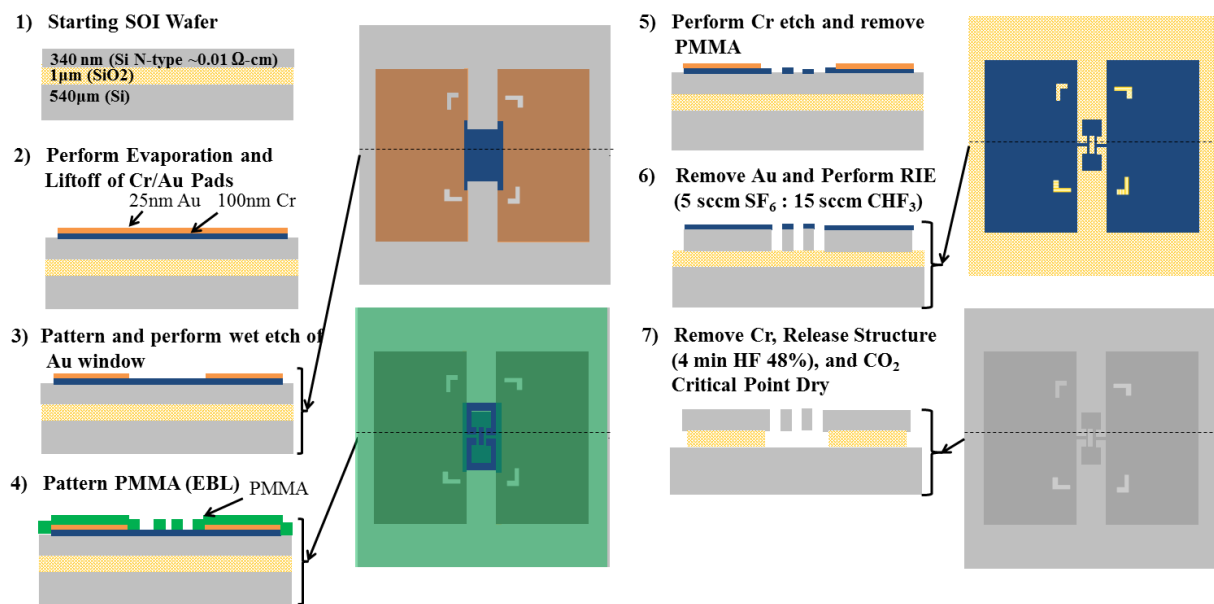 1) Starting SOI Wafer
340 nm (Si N-type ~0.01 Ω-cm)
1μm (SiO2)
540μm (Si)
2) Perform Evaporation and
Liftoff of Cr/Au Pads
25nm Au 100nm Cr
3) Pattern and perform wet etch of
Au window
4) Pattern PMMA (EBL)
PMMA
5) Perform Cr etch and remove
PMMA
6) Remove Au and Perform RIE
(5 sccm SF₆ : 15 sccm CHF₃)
7) Remove Cr, Release Structure
(4 min HF 48%), and CO₂
Critical Point Dry